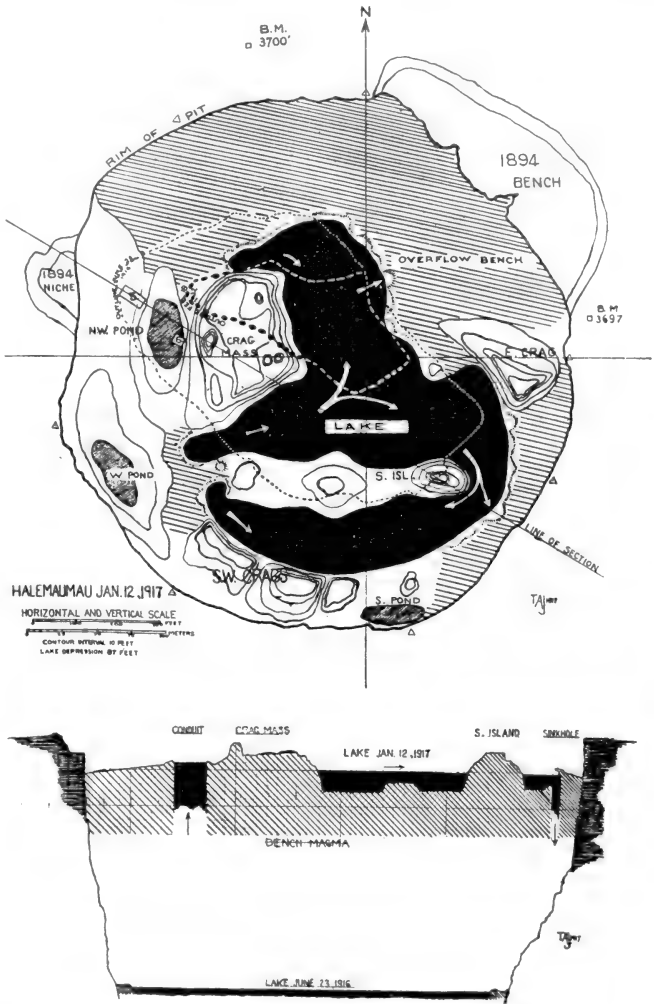 N
B.M.
3700'
RIM OF PIT
1894
BENCH
OVERFLOW BENCH
1894
NICHE
B.M
3697
NW. POND
CRAG
MASS
E. CRAG
LAKE
W. POND
S. ISL.
LINE OF SECTION
S.W. CRAGS
HALEMAUMAU JAN. 12, 1917
S. POND
TAJ
HORIZONTAL AND VERTICAL SCALE
FEET
METERS
CONTOUR INTERVAL 10 FEET
LAKE DEPRESSION 87 FEET
CONDUIT
CRAG MASS
S. ISLAND
SINKHOLE
LAKE JAN. 12, 1917
BENCH MAGMA
TAJ
LAKE JUNE 23, 1916